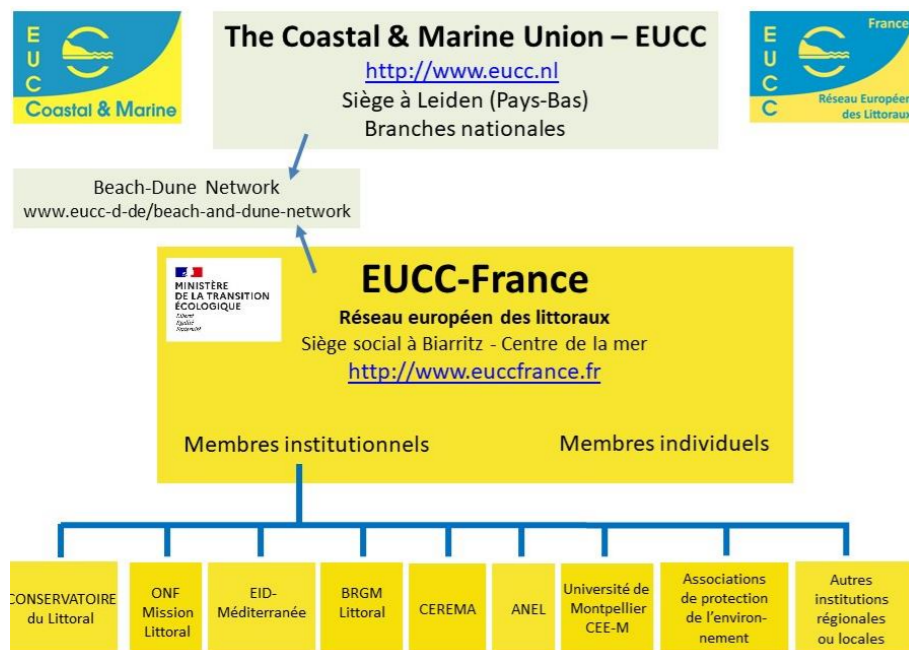 E
U
C
C
Coastal & Marine
The Coastal & Marine Union – EUCC
http://www.eucc.nl
Siège à Leiden (Pays-Bas)
Branches nationales
France
E
U
C
C
Réseau Européen
des Littoraux
Beach-Dune Network
www.eucc-d-de/beach-and-dune-network
MINISTÈRE
DE LA TRANSITION
ÉCOLOGIQUE
Liberté
Égalité
Fraternité
EUCC-France
Réseau européen des littoraux
Siège social à Biarritz - Centre de la mer
http://www.euccfrance.fr
Membres institutionnels
Membres individuels
CONSERVATOIRE
du Littoral
ONF
Mission
Littoral
EID-
Méditerranée
BRGM
Littoral
CEREMA
ANEL
Université de
Montpellier
CEE-M
Associations
de protection
de l'environ-
nement
Autres
institutions
régionales
ou locales